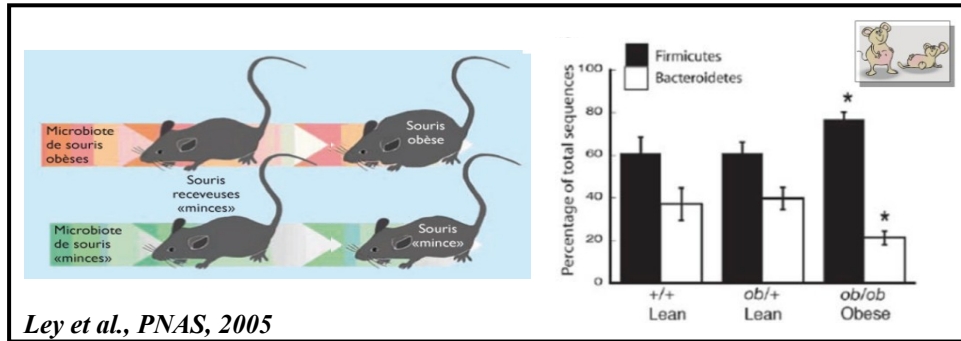 Microbiote
de souris
obèses
Souris
obèse
Souris
receveuses
«minces»
Microbiote
de souris
«minces»
Souris
«mince»
Ley et al., PNAS, 2005
Firmicutes
Bacteroidetes
Percentage of total sequences
100
80
60
40
20
0
*
*
+/+
Lean
ob/+
Lean
ob/ob
Obese